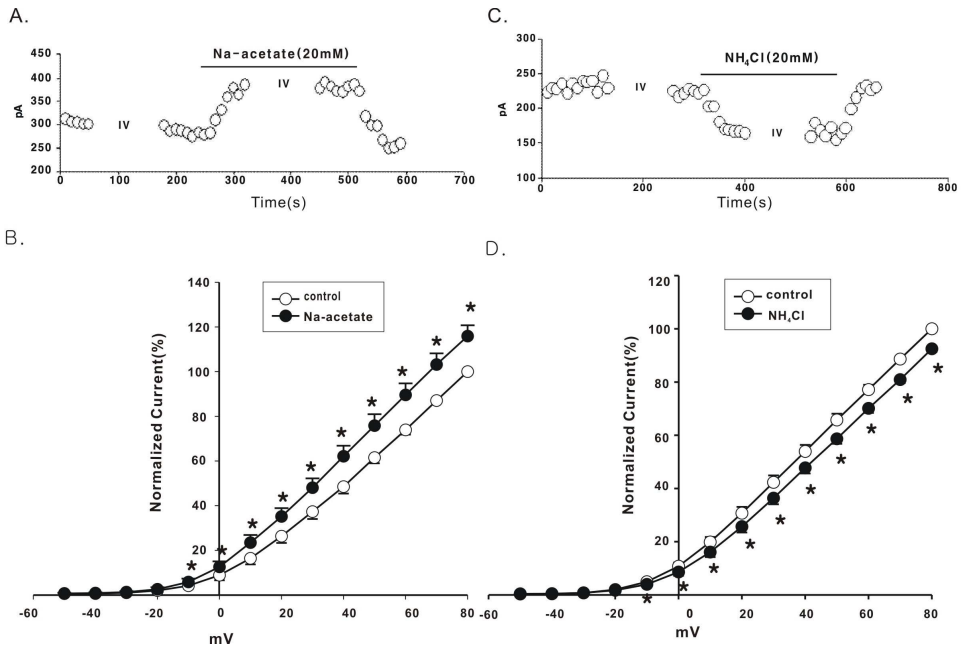 A.
Na-acetate(20mM)
450
400
350
300
250
200
pA
IV
IV
0
100
200
300
400
500
600
700
Time(s)
C.
NH₄Cl(20mM)
300
250
200
150
100
pA
IV
IV
0
200
400
600
800
Time(s)
B.
140
120
100
80
60
40
20
Normalized Current(%)
control
Na-acetate
* * * * * * * * * *
-60
-40
-20
0
20
40
60
80
mV
D.
120
100
80
60
40
20
Normalized Current(%)
control
NH₄Cl
* * * * * * * * * *
-60
-40
-20
0
20
40
60
80
mV